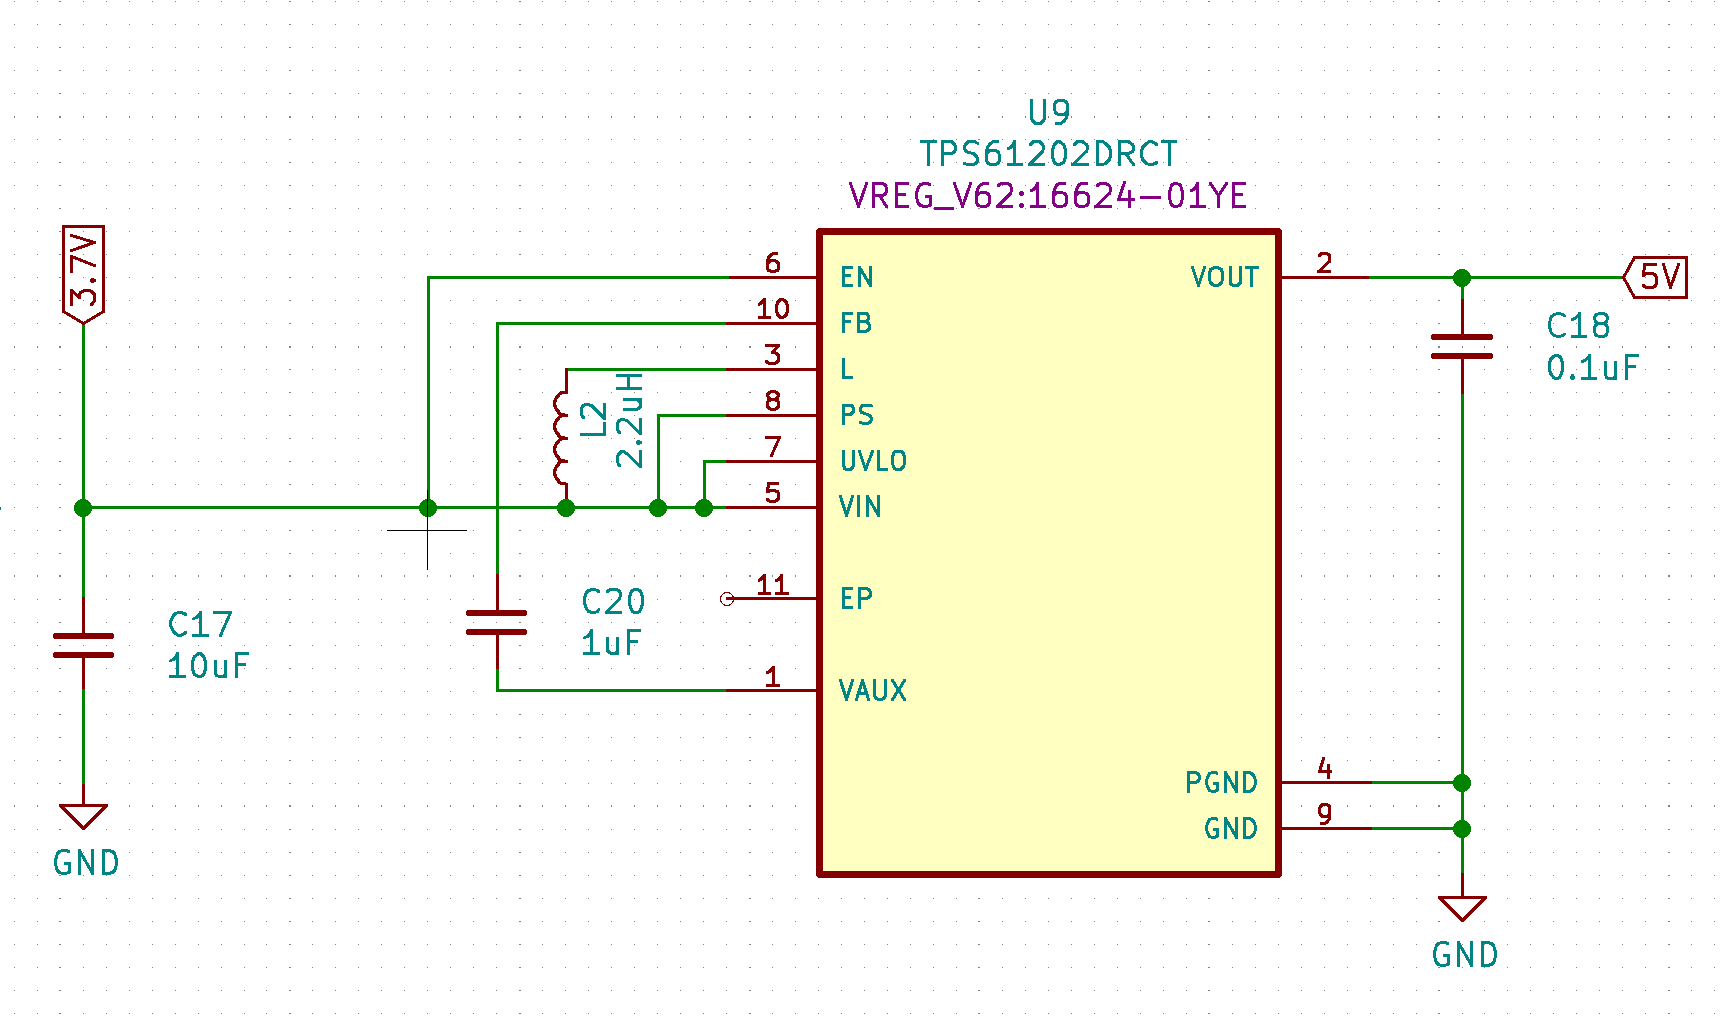 U9
TPS61202DRCT
VREG_V62:16624-01YE
3.7V
6
EN
10
FB
3
L
8
PS
7
UVLO
5
VIN
11
EP
1
VAUX
VOUT
2
5V
C18
0.1uF
L2
2.2uH
C20
1uF
C17
10uF
GND
PGND
4
GND
9
GND